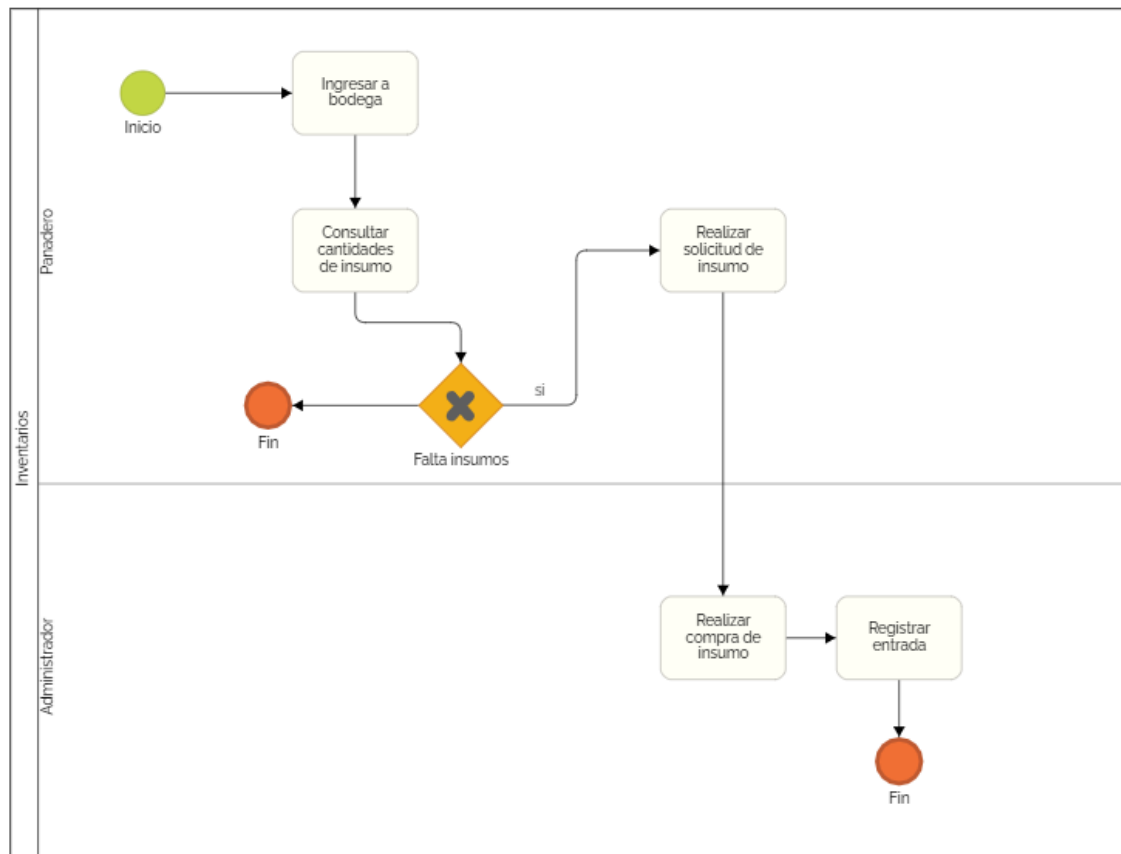 Inventarios
Panadero
Inicio
Ingresar a
bodega
Consultar
cantidades
de insumo
Realizar
solicitud de
insumo
si
Fin
Falta insumos
Administrador
Realizar
compra de
insumo
Registrar
entrada
Fin